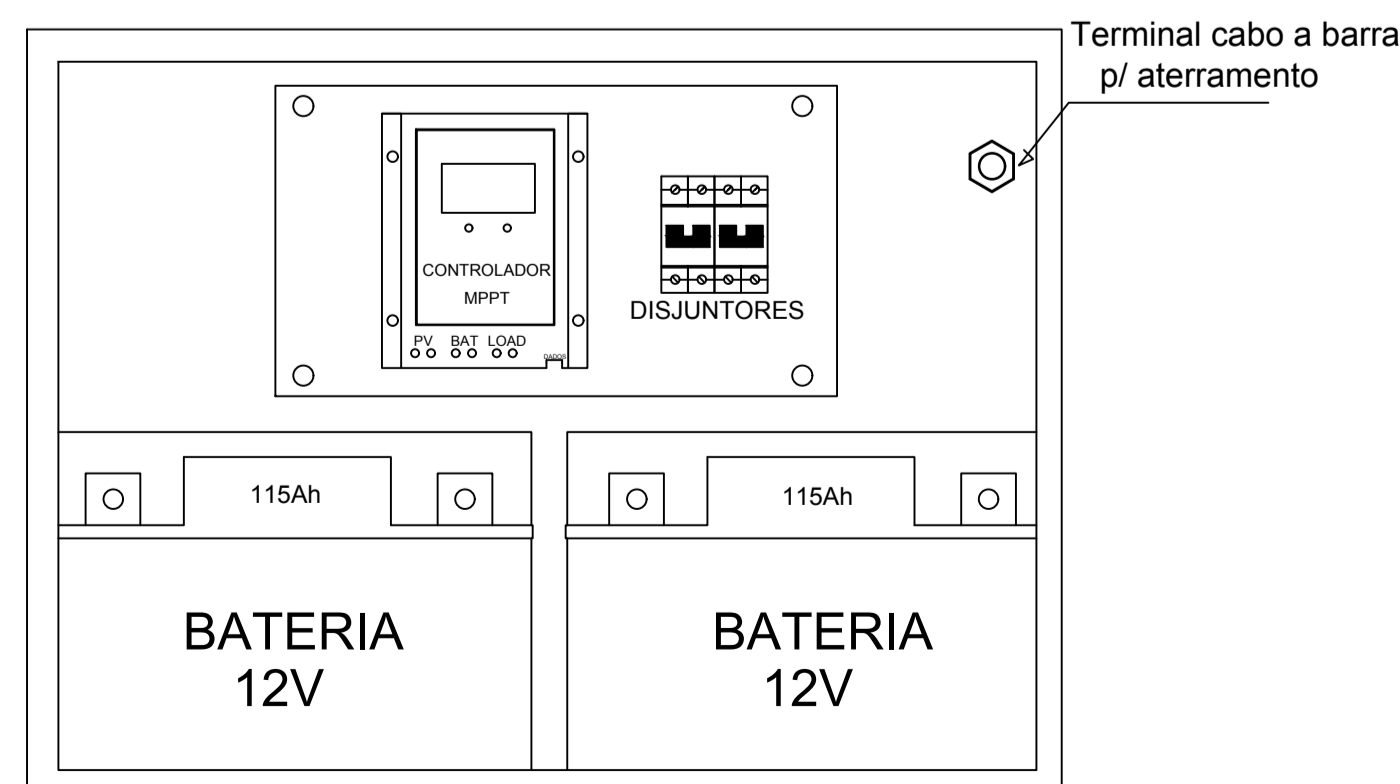 Terminal cabo a barra
p/ aterramento
CONTROLADOR
MPPT
DISJUNTORES
PV BAT LOAD
DADOS
115Ah
115Ah
BATERIA
12V
BATERIA
12V